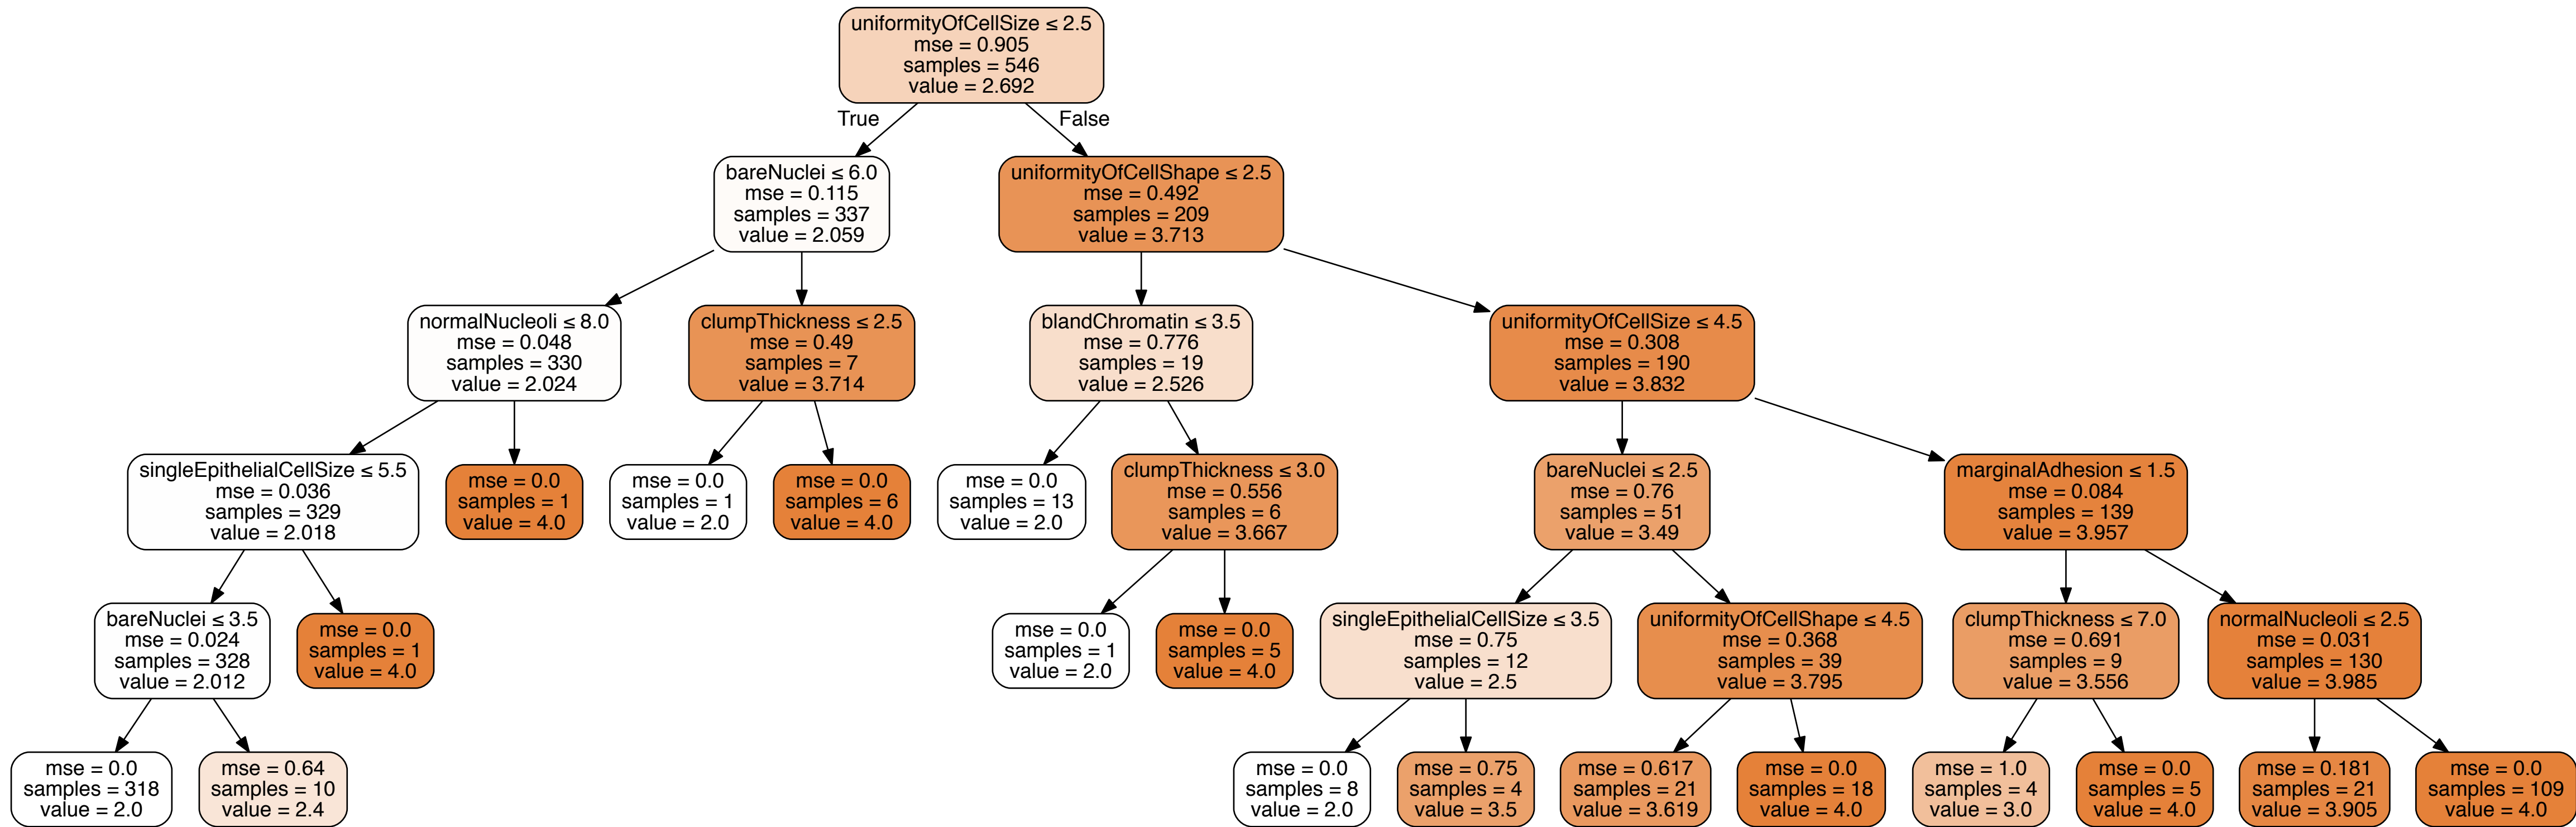 uniformityOfCellSize ≤ 2.5
mse = 0.905
samples = 546
value = 2.692
True
False
bareNuclei ≤ 6.0
mse = 0.115
samples = 337
value = 2.059
uniformityOfCellShape ≤ 2.5
mse = 0.492
samples = 209
value = 3.713
normalNucleoli ≤ 8.0
mse = 0.048
samples = 330
value = 2.024
clumpThickness ≤ 2.5
mse = 0.49
samples = 7
value = 3.714
blandChromatin ≤ 3.5
mse = 0.776
samples = 19
value = 2.526
uniformityOfCellSize ≤ 4.5
mse = 0.308
samples = 190
value = 3.832
singleEpithelialCellSize ≤ 5.5
mse = 0.036
samples = 329
value = 2.018
mse = 0.0
samples = 1
value = 4.0
mse = 0.0
samples = 1
value = 2.0
mse = 0.0
samples = 6
value = 4.0
mse = 0.0
samples = 13
value = 2.0
clumpThickness ≤ 3.0
mse = 0.556
samples = 6
value = 3.667
bareNuclei ≤ 2.5
mse = 0.76
samples = 51
value = 3.49
marginalAdhesion ≤ 1.5
mse = 0.084
samples = 139
value = 3.957
bareNuclei ≤ 3.5
mse = 0.024
samples = 328
value = 2.012
mse = 0.0
samples = 1
value = 4.0
mse = 0.0
samples = 1
value = 2.0
mse = 0.0
samples = 5
value = 4.0
singleEpithelialCellSize ≤ 3.5
mse = 0.75
samples = 12
value = 2.5
uniformityOfCellShape ≤ 4.5
mse = 0.368
samples = 39
value = 3.795
clumpThickness ≤ 7.0
mse = 0.691
samples = 9
value = 3.556
normalNucleoli ≤ 2.5
mse = 0.031
samples = 130
value = 3.985
mse = 0.0
samples = 318
value = 2.0
mse = 0.64
samples = 10
value = 2.4
mse = 0.0
samples = 8
value = 2.0
mse = 0.75
samples = 4
value = 3.5
mse = 0.617
samples = 21
value = 3.619
mse = 0.0
samples = 18
value = 4.0
mse = 1.0
samples = 4
value = 3.0
mse = 0.0
samples = 5
value = 4.0
mse = 0.181
samples = 21
value = 3.905
mse = 0.0
samples = 109
value = 4.0